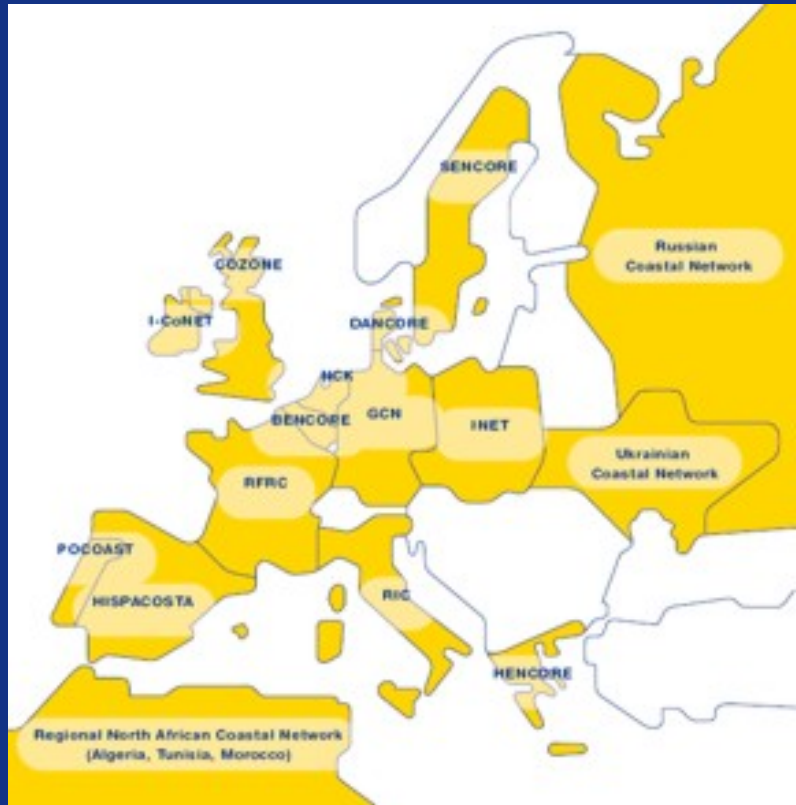 SENCORE
Russian
Coastal Network
COZONE
I-CoNET
DANCORE
NCK
BENCORE
GCN
INET
Ukrainian
Coastal Network
RFRC
POCOAST
HISPACOSTA
RIC
HENCORE
Regional North African Coastal Network
(Algeria, Tunisia, Morocco)